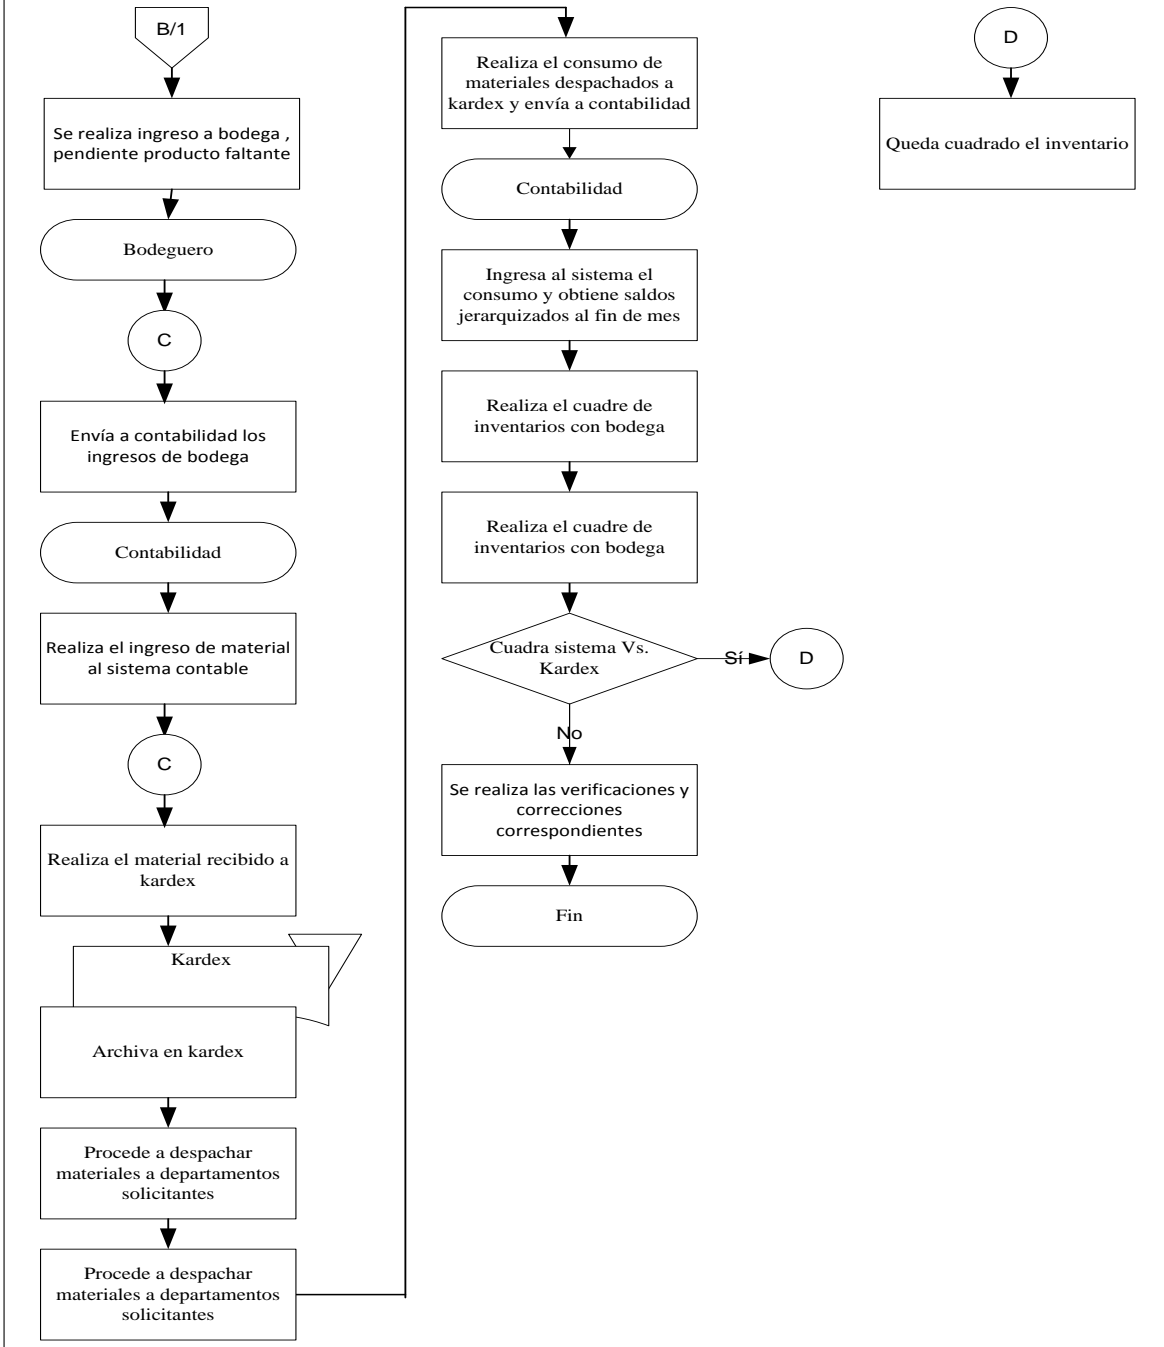 B/1
Se realiza ingreso a bodega ,
pendiente producto faltante
Bodeguero
C
Envía a contabilidad los
ingresos de bodega
Contabilidad
Realiza el ingreso de material
al sistema contable
C
Realiza el material recibido a
kardex
Kardex
Archiva en kardex
Procede a despachar
materiales a departamentos
solicitantes
Procede a despachar
materiales a departamentos
solicitantes
Realiza el consumo de
materiales despachados a
kardex y envía a contabilidad
Contabilidad
Ingresa al sistema el
consumo y obtiene saldos
jerarquizados al fin de mes
Realiza el cuadre de
inventarios con bodega
Realiza el cuadre de
inventarios con bodega
Cuadra sistema Vs.
Kardex
Sí
D
No
Se realiza las verificaciones y
correcciones
correspondientes
Fin
D
Queda cuadrado el inventario